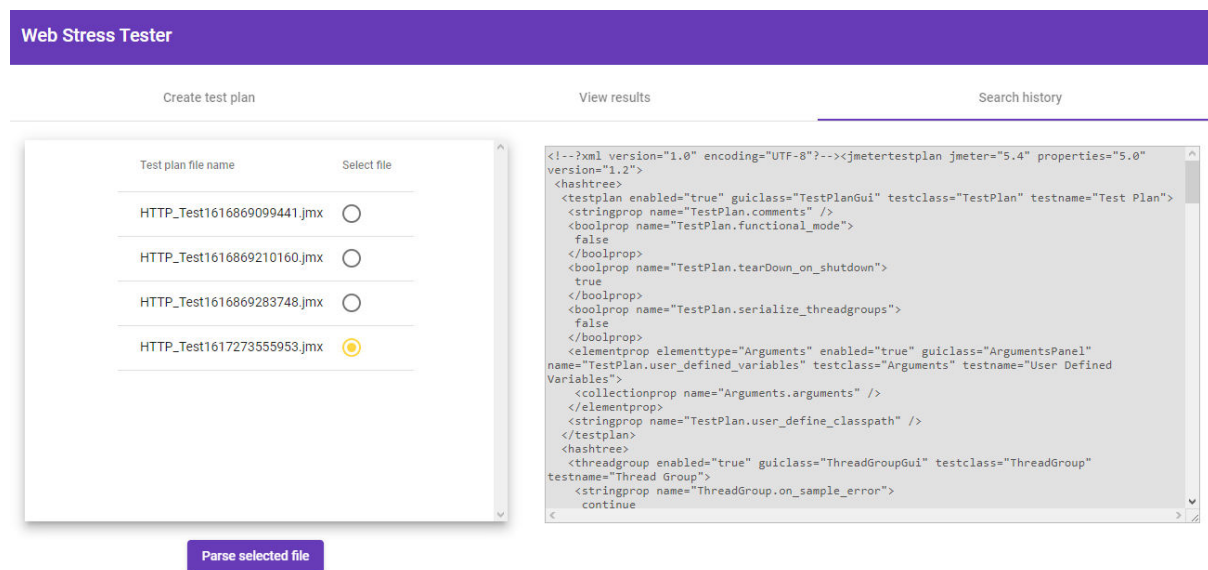 Web Stress Tester
Create test plan
View results
Search history
Test plan file name
Select file
HTTP_Test1616869099441.jmx
HTTP_Test1616869210160.jmx
HTTP_Test1616869283748.jmx
HTTP_Test1617273555953.jmx
Parse selected file
<!--?xml version="1.0" encoding="UTF-8"?--><jmetertestplan jmeter="5.4" properties="5.0"
version="1.2">
<hashtree>
<testplan enabled="true" guiclass="TestPlanGui" testclass="TestPlan" testname="Test Plan">
<stringprop name="TestPlan.comments" />
<boolprop name="TestPlan.functional_mode">
false
</boolprop>
<boolprop name="TestPlan.tearDown_on_shutdown">
true
</boolprop>
<boolprop name="TestPlan.serialize_threadgroups">
false
</boolprop>
<elementprop elementtype="Arguments" enabled="true" guiclass="ArgumentsPanel"
name="TestPlan.user_defined_variables" testclass="Arguments" testname="User Defined
Variables">
<collectionprop name="Arguments.arguments" />
</elementprop>
<stringprop name="TestPlan.user_define_classpath" />
</testplan>
<hashtree>
<threadgroup enabled="true" guiclass="ThreadGroupGui" testclass="ThreadGroup"
testname="Thread Group">
<stringprop name="ThreadGroup.on_sample_error">
continue